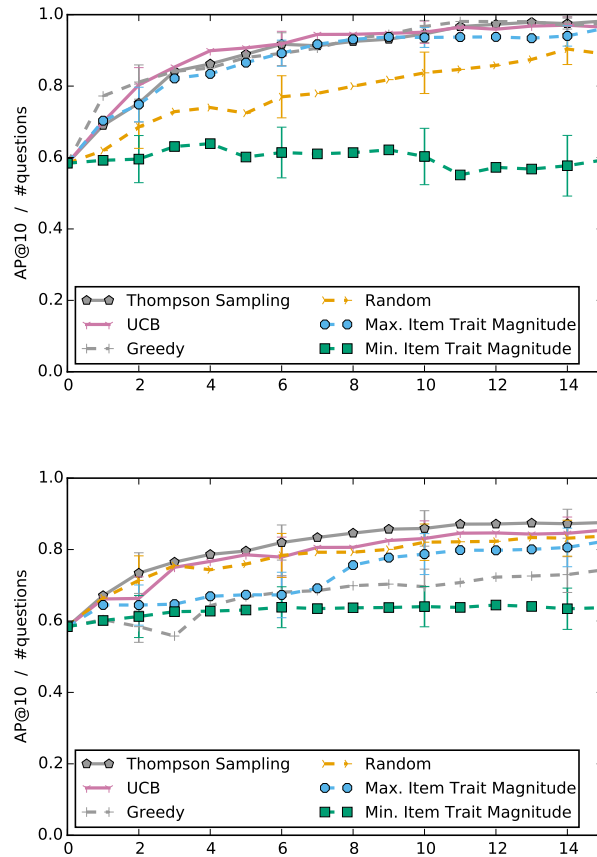 1.0
0.8
0.6
0.4
0.2
0.0
AP@10 / #questions
Thompson Sampling
UCB
Greedy
Random
Max. Item Trait Magnitude
Min. Item Trait Magnitude
0 2 4 6 8 10 12 14
1.0
0.8
0.6
0.4
0.2
0.0
AP@10 / #questions
Thompson Sampling
UCB
Greedy
Random
Max. Item Trait Magnitude
Min. Item Trait Magnitude
0 2 4 6 8 10 12 14